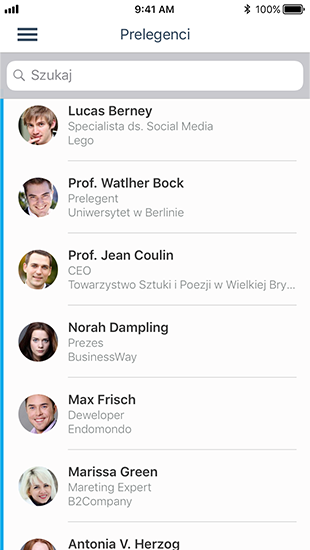 9:41 AM
100%
Prelegenci
Szukaj
Lucas Berney
Specialista ds. Social Media
Lego
Prof. Watlher Bock
Prelegent
Uniwersytet w Berlinie
Prof. Jean Coulin
CEO
Towarzystwo Sztuki i Poezji w Wielkiej Bry...
Norah Dampling
Prezes
BusinessWay
Max Frisch
Deweloper
Endomondo
Marissa Green
Mareting Expert
B2Company
Antonia V. Herzog